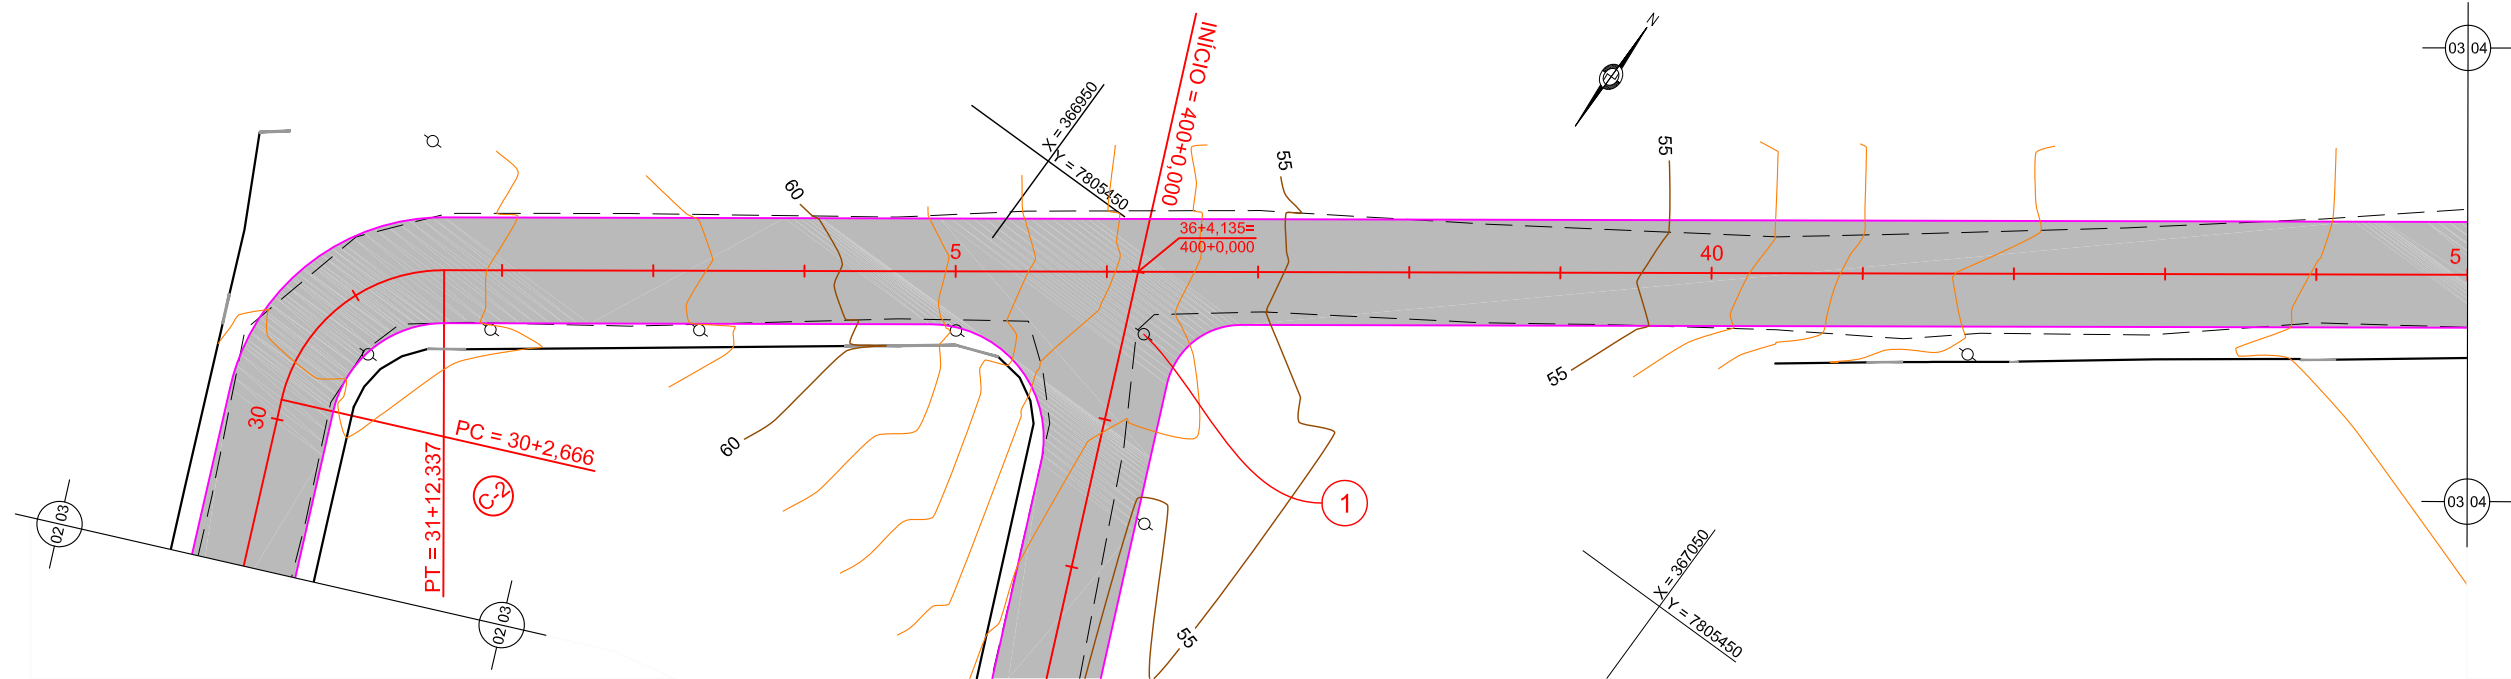 N
03 04
INÍCIO = 400+0,000
X = 366950
Y = 7805450
55
55
60
36+4,135=
400+0,000
5
40
5
30
PC = 30+2,666
PT = 31+12,337
C-2
60
55
1
03 04
02 03
02 03
55
X = 367050
Y = 7805450